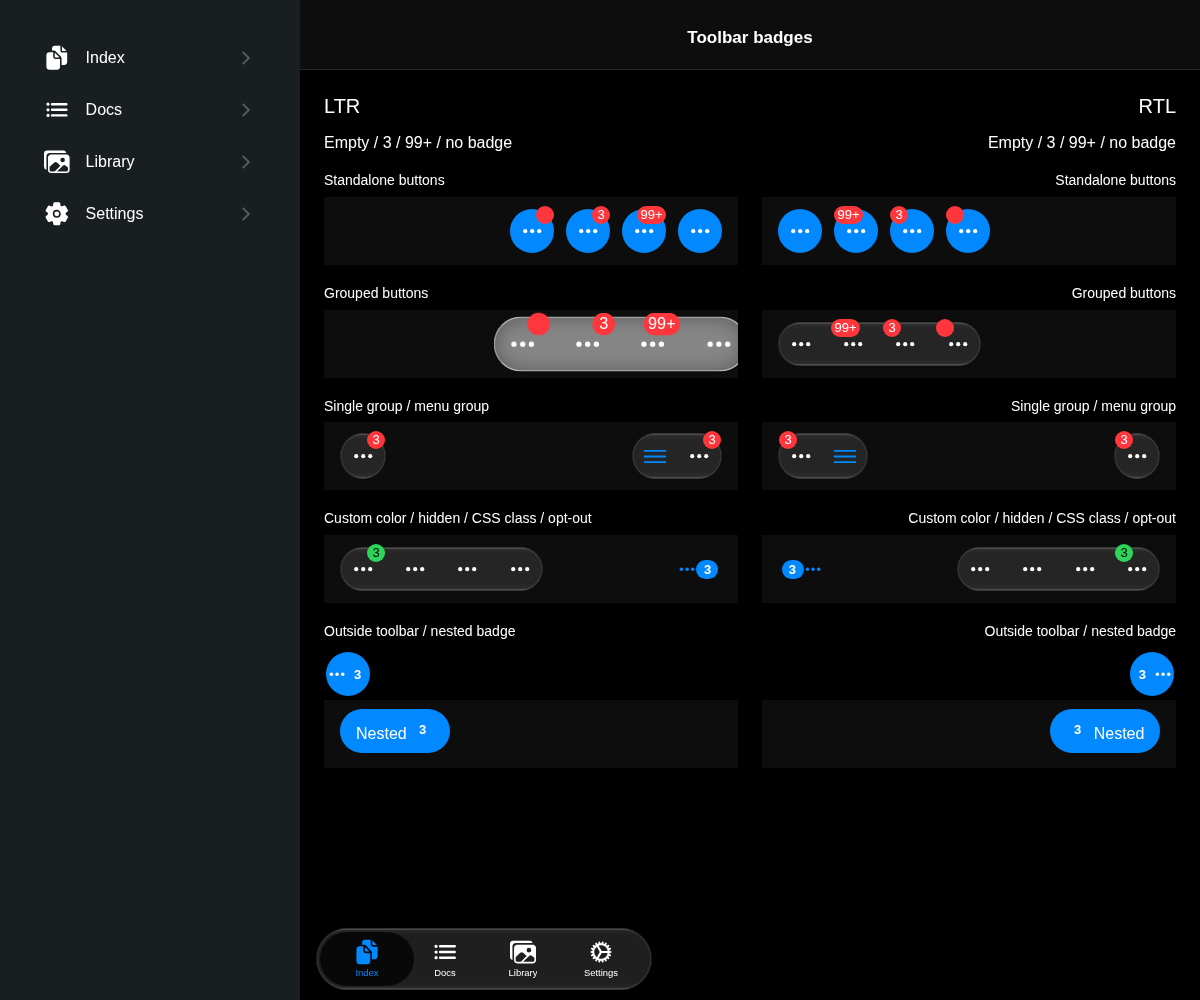 Index
Docs
Library
Settings
Toolbar badges
LTR
Empty / 3 / 99+ / no badge
Standalone buttons
3
99+
Grouped buttons
3
99+
Single group / menu group
3
3
Custom color / hidden / CSS class / opt-out
3
3
Outside toolbar / nested badge
3
Nested 3
RTL
Empty / 3 / 99+ / no badge
Standalone buttons
99+
3
Grouped buttons
99+
3
Single group / menu group
3
3
Custom color / hidden / CSS class / opt-out
3
3
Outside toolbar / nested badge
3
3 Nested
Index
Docs
Library
Settings